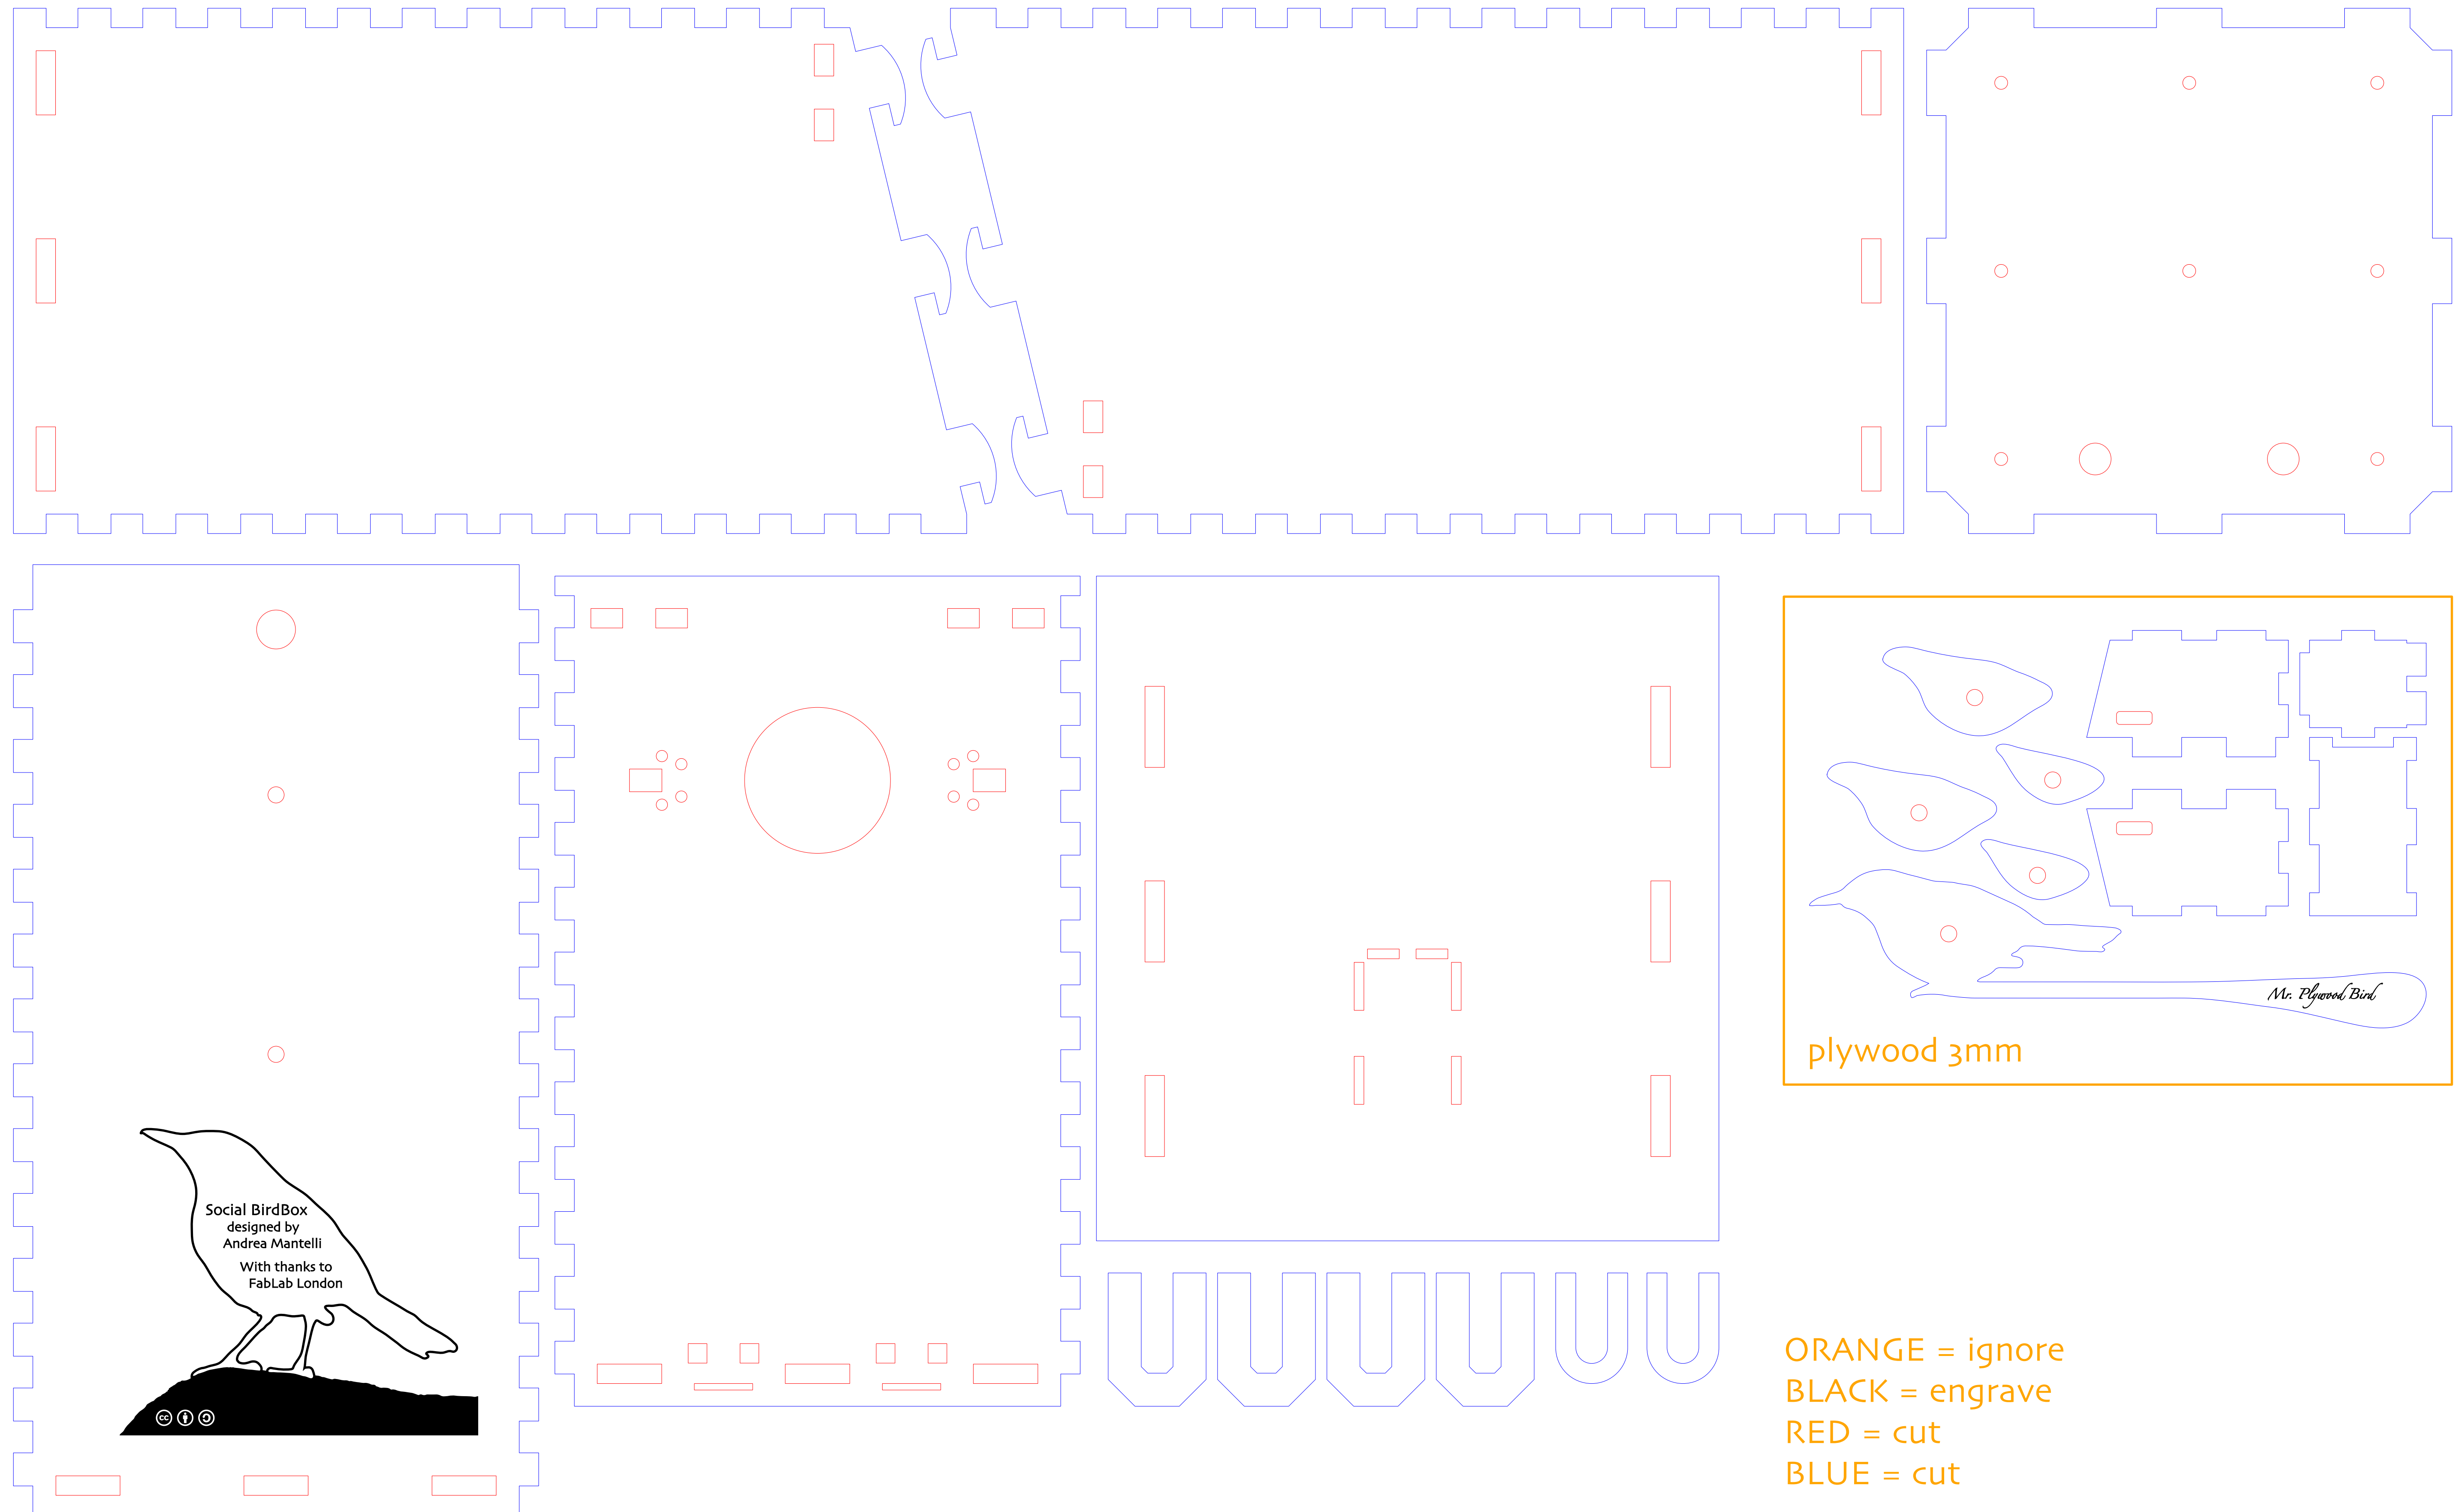 Mr. Plywood Bird
plywood 3mm
Social BirdBox
designed by
Andrea Mantelli
With thanks to
FabLab London
cc
ORANGE = ignore
BLACK = engrave
RED = cut
BLUE = cut